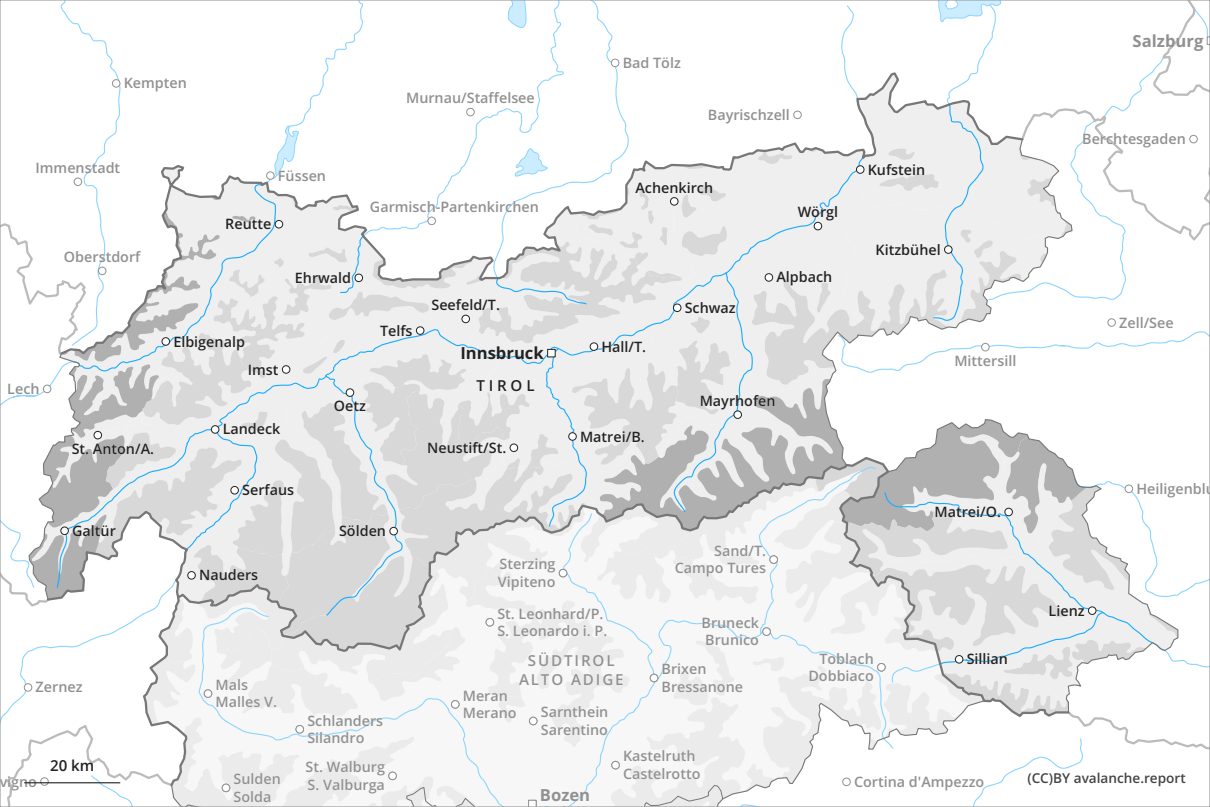 Salzburg
Bad Tölz
Kempten
Murnau/Staffelsee
Bayrischzell
Berchtesgaden
Immenstadt
Füssen
Kufstein
Achenkirch
Garmisch-Partenkirchen
Wörgl
Reutte
Kitzbühel
Oberstdorf
Ehrwald
Alpbach
Seefeld/T.
Schwaz
Zell/See
Telfs
Elbigenalp
Innsbruck
Hall/T.
Mittersill
Imst
TIROL
Lech
Oetz
Mayrhofen
Landeck
Matrei/B.
St. Anton/A.
Neustift/St.
Serfaus
Heiligenblu
Matrei/O.
Galtür
Sölden
Sand/T.
Campo Tures
Sterzing
Vipiteno
Nauders
Lienz
St. Leonhard/P.
S. Leonardo i. P.
Bruneck
Brunico
SÜDTIROL
ALTO ADIGE
Toblach
Dobbiaco
Sillian
Brixen
Bressanone
Zernez
Mals
Malles V.
Meran
Merano
Sarnthein
Sarentino
Schlanders
Silandro
Kastelruth
Castelrotto
St. Walburg
S. Valburga
20 km
vigno
Sulden
Solda
Cortina d'Ampezzo
(CC)BY avalanche.report
Bozen